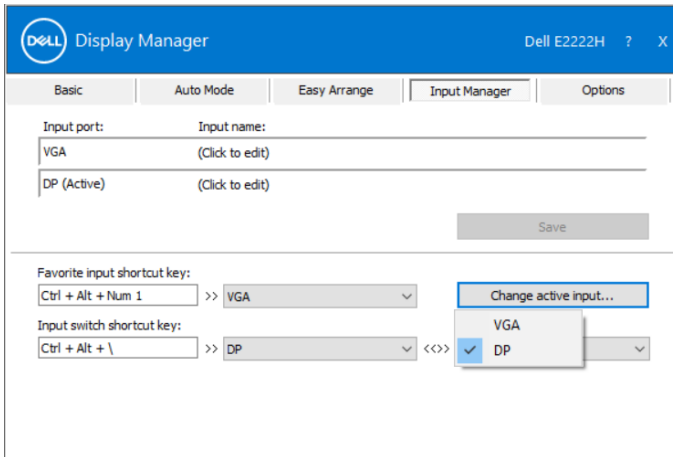 DELL Display Manager Dell E2222H ? X
Basic Auto Mode Easy Arrange Input Manager Options
Input port: Input name:
VGA (Click to edit)
DP (Active) (Click to edit)
Save
Favorite input shortcut key:
Ctrl + Alt + Num 1 >> VGA Change active input...
Input switch shortcut key:
Ctrl + Alt + \ >> DP <<>>
VGA
DP